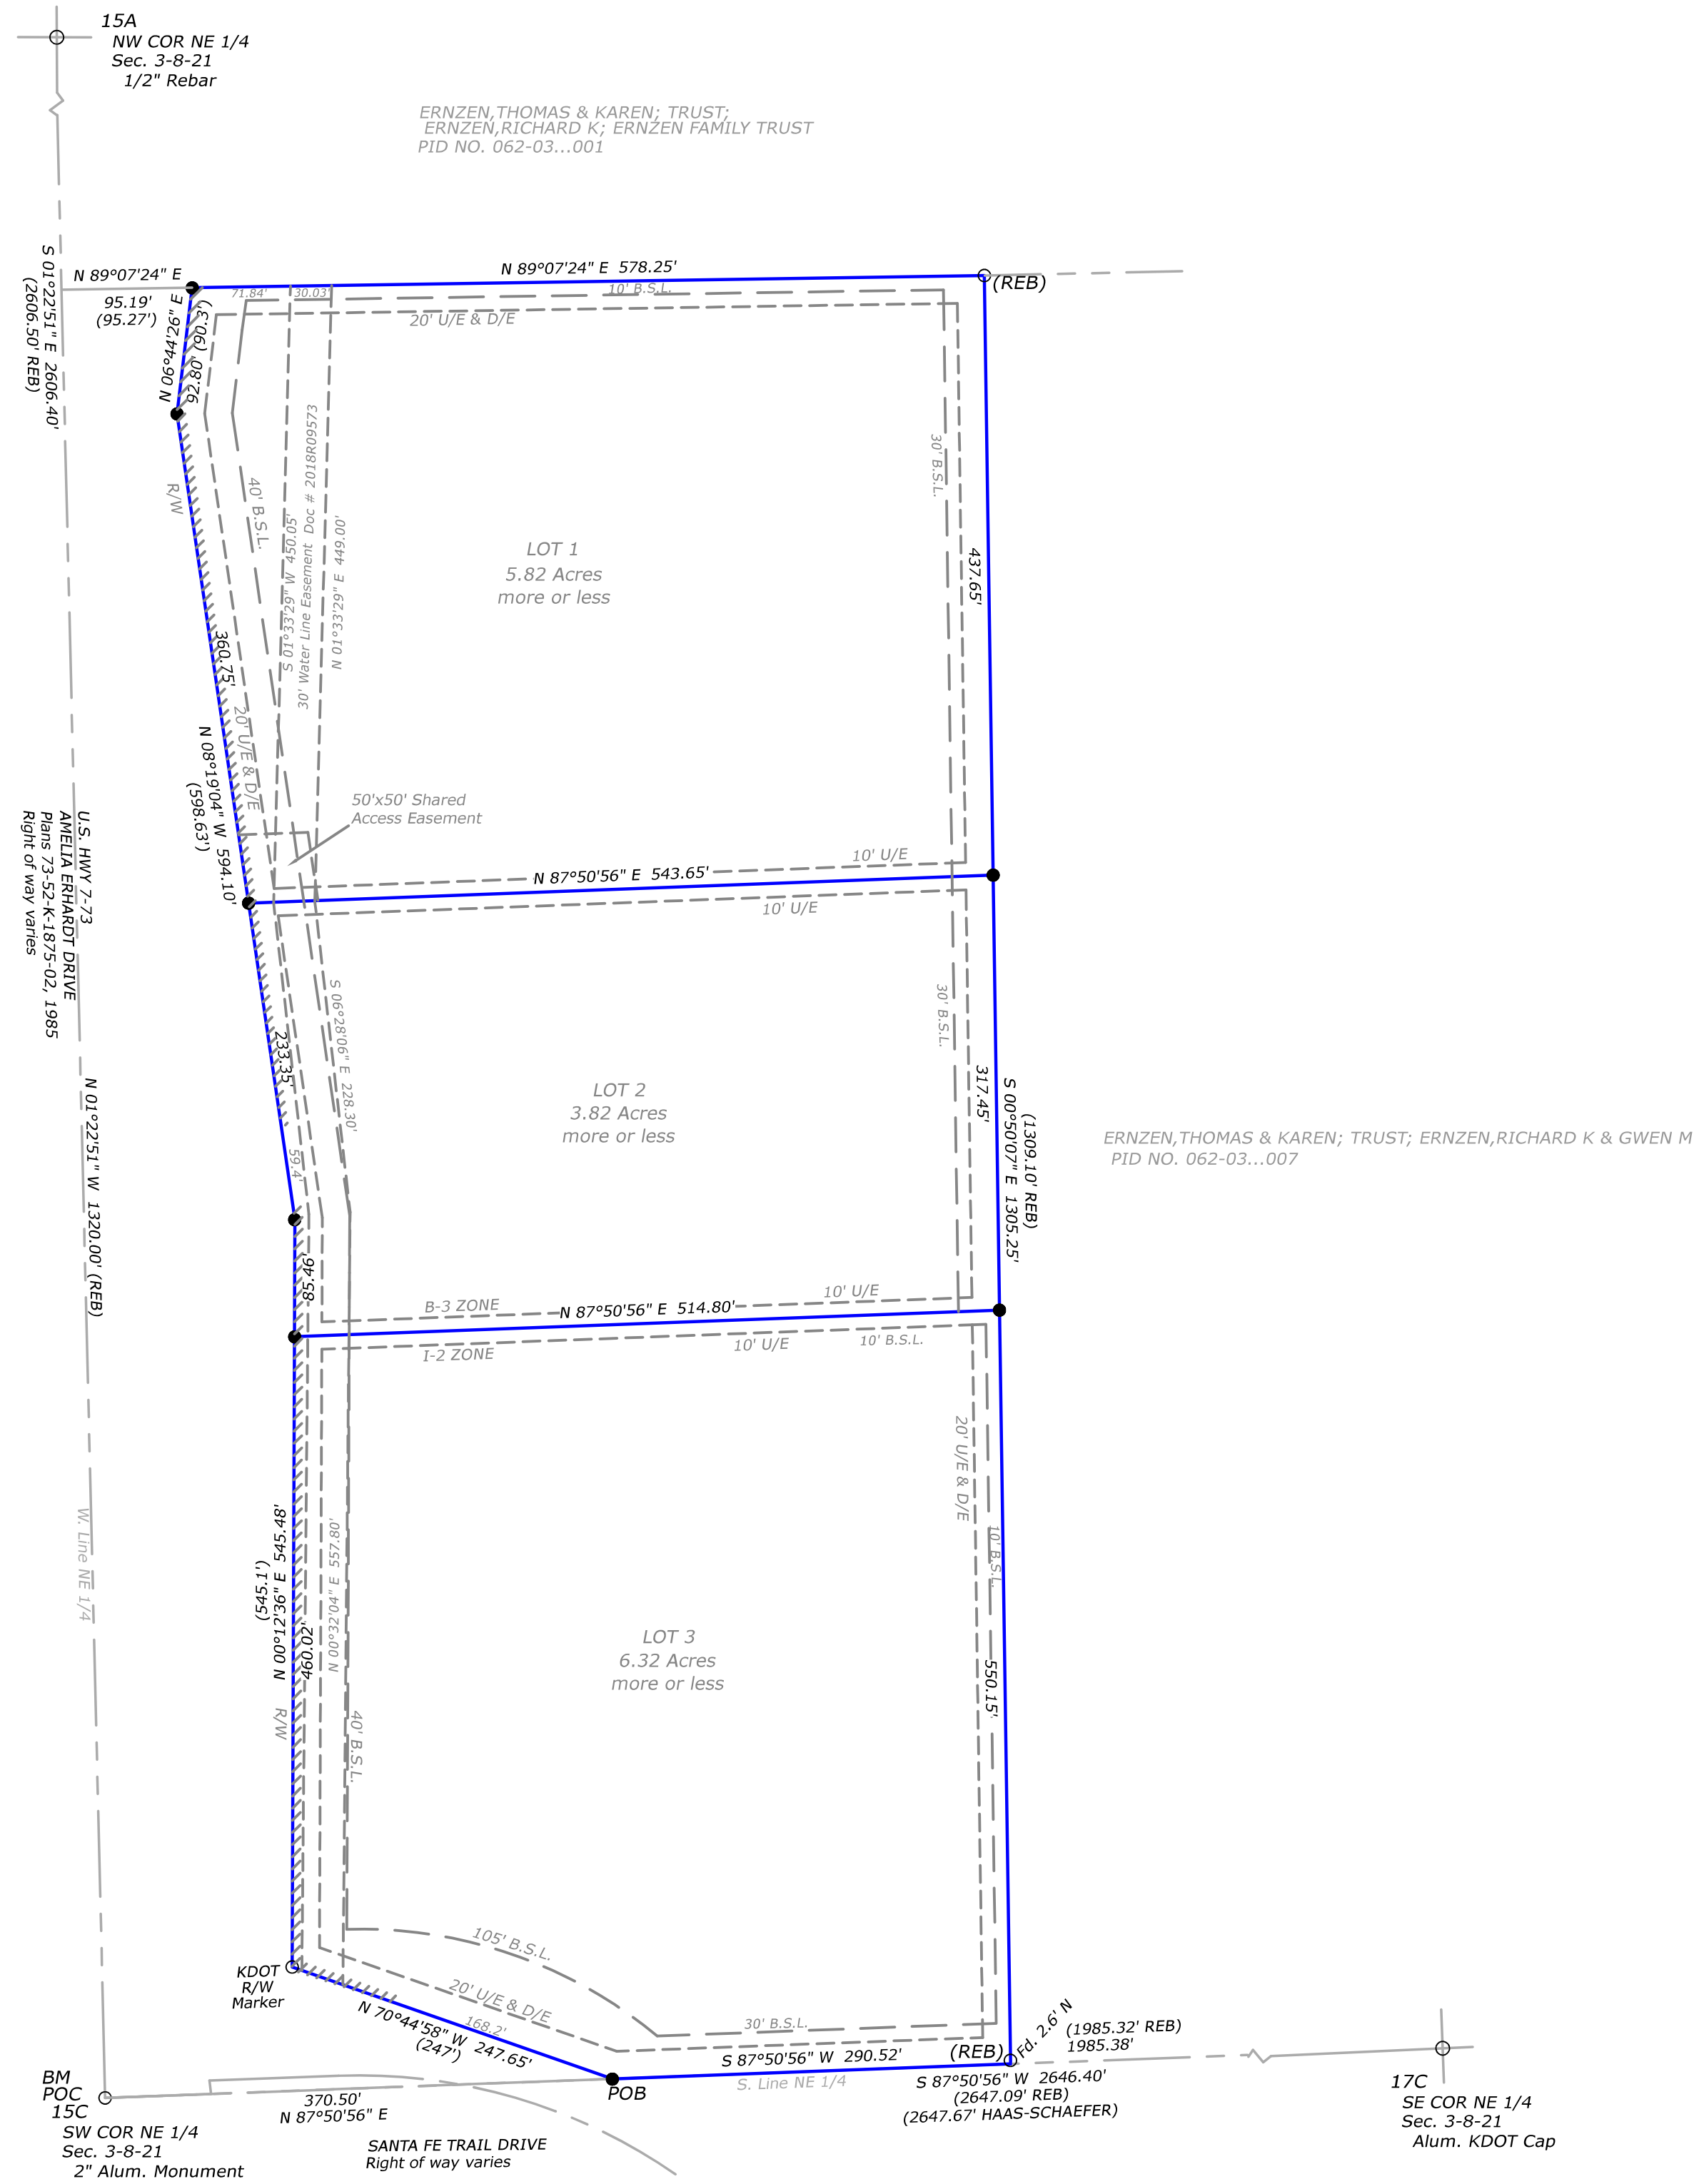 15A
NW COR NE 1/4
Sec. 3-8-21
1/2" Rebar
ERNZEN,THOMAS & KAREN; TRUST;
ERNZEN,RICHARD K; ERNZEN FAMILY TRUST
PID NO. 062-03...001
S 01°22'51" E 2606.40'
(2606.50' REB)
N 89°07'24" E
95.19'
(95.27')
N 89°07'24" E 578.25'
(REB)
71.84'
30.03'
10' B.S.L.
20' U/E & D/E
N 06°44'26" E
92.80' (90.3')
R/W
40' B.S.L.
S 01°33'29" W 450.05'
30' Water Line Easement Doc # 2018R09573
N 01°33'29" E 449.00'
30' B.S.L.
437.65'
LOT 1
5.82 Acres
more or less
360.75'
20' U/E & D/E
N 08°19'04" W 594.10'
(598.63')
50'x50' Shared
Access Easement
10' U/E
N 87°50'56" E 543.65'
10' U/E
U.S. HWY 7-73
AMELIA ERHARDT DRIVE
Plans 73-52-K-1875-02, 1985
Right of way varies
S 06°28'06" E 228.30'
30' B.S.L.
233.35'
317.45'
LOT 2
3.82 Acres
more or less
S 00°50'07" E 1305.25'
(1309.10' REB)
ERNZEN,THOMAS & KAREN; TRUST; ERNZEN,RICHARD K & GWEN M
PID NO. 062-03...007
59.4'
N 01°22'51" W 1320.00' (REB)
85.46'
B-3 ZONE
10' U/E
N 87°50'56" E 514.80'
I-2 ZONE
10' U/E
10' B.S.L.
20' U/E & D/E
10' B.S.L.
W. Line NE 1/4
N 00°12'36" E 545.48'
(545.1')
460.02'
N 00°32'04" E 557.80'
R/W
40' B.S.L.
LOT 3
6.32 Acres
more or less
550.15'
105' B.S.L.
KDOT
R/W
Marker
20' U/E & D/E
168.2'
N 70°44'58" W 247.65'
(247')
30' B.S.L.
Fd. 2.6' N
(REB)
(1985.32' REB)
1985.38'
S 87°50'56" W 290.52'
S. Line NE 1/4
S 87°50'56" W 2646.40'
(2647.09' REB)
(2647.67' HAAS-SCHAEFER)
POB
BM
POC
15C
SW COR NE 1/4
Sec. 3-8-21
2" Alum. Monument
370.50'
N 87°50'56" E
SANTA FE TRAIL DRIVE
Right of way varies
17C
SE COR NE 1/4
Sec. 3-8-21
Alum. KDOT Cap